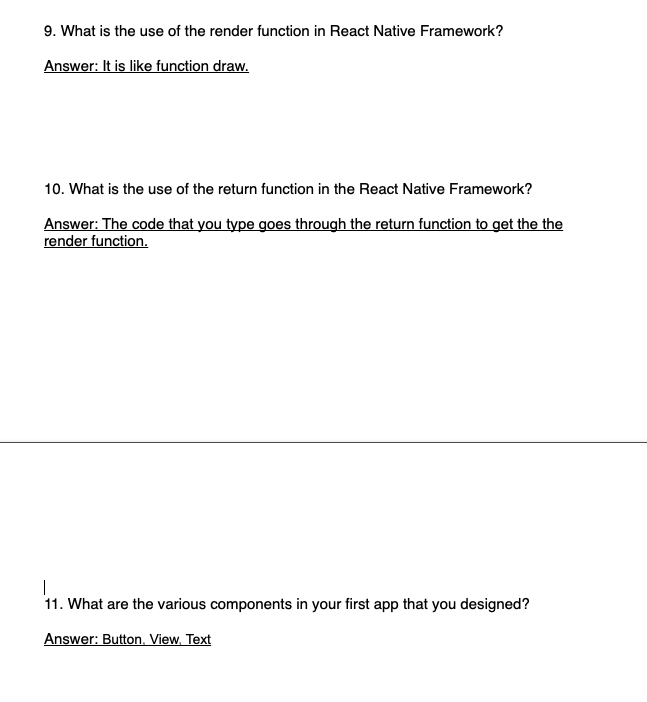 9. What is the use of the render function in React Native Framework?
Answer: It is like function draw.
10. What is the use of the return function in the React Native Framework?
Answer: The code that you type goes through the return function to get the the
render function.
11. What are the various components in your first app that you designed?
Answer: Button, View, Text